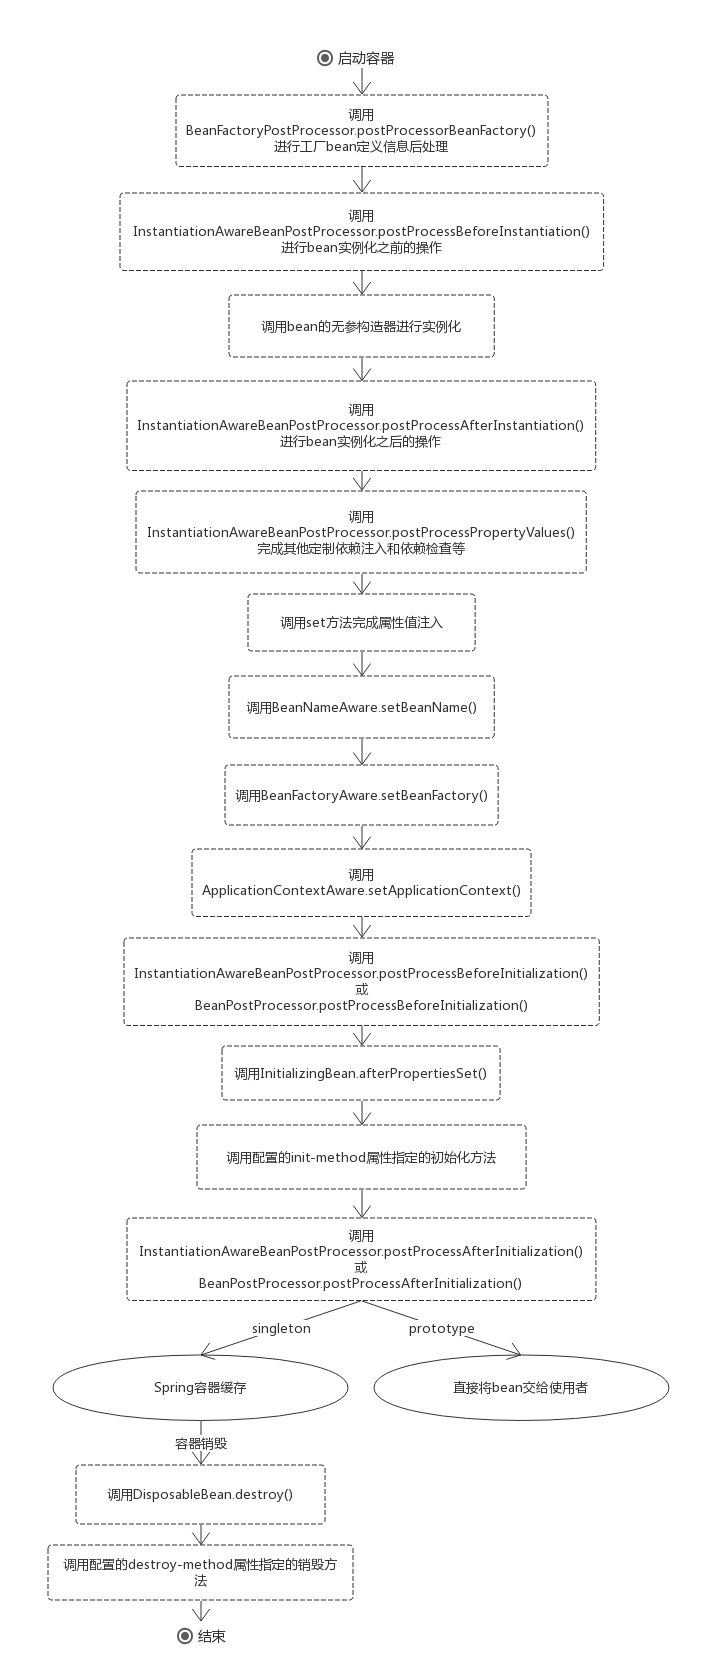 启动容器
调用
BeanFactoryPostProcessor.postProcessorBeanFactory()
进行工厂bean定义信息后处理
调用
InstantiationAwareBeanPostProcessor.postProcessBeforeInstantiation()
进行bean实例化之前的操作
调用bean的无参构造器进行实例化
调用
InstantiationAwareBeanPostProcessor.postProcessAfterInstantiation()
进行bean实例化之后的操作
调用
InstantiationAwareBeanPostProcessor.postProcessPropertyValues()
完成其他定制依赖注入和依赖检查等
调用set方法完成属性值注入
调用BeanNameAware.setBeanName()
调用BeanFactoryAware.setBeanFactory()
调用
ApplicationContextAware.setApplicationContext()
调用
InstantiationAwareBeanPostProcessor.postProcessBeforeInitialization()
或
BeanPostProcessor.postProcessBeforeInitialization()
调用InitializingBean.afterPropertiesSet()
调用配置的init-method属性指定的初始化方法
调用
InstantiationAwareBeanPostProcessor.postProcessAfterInitialization()
或
BeanPostProcessor.postProcessAfterInitialization()
singleton
prototype
Spring容器缓存
直接将bean交给使用者
容器销毁
调用DisposableBean.destroy()
调用配置的destroy-method属性指定的销毁方
法
结束